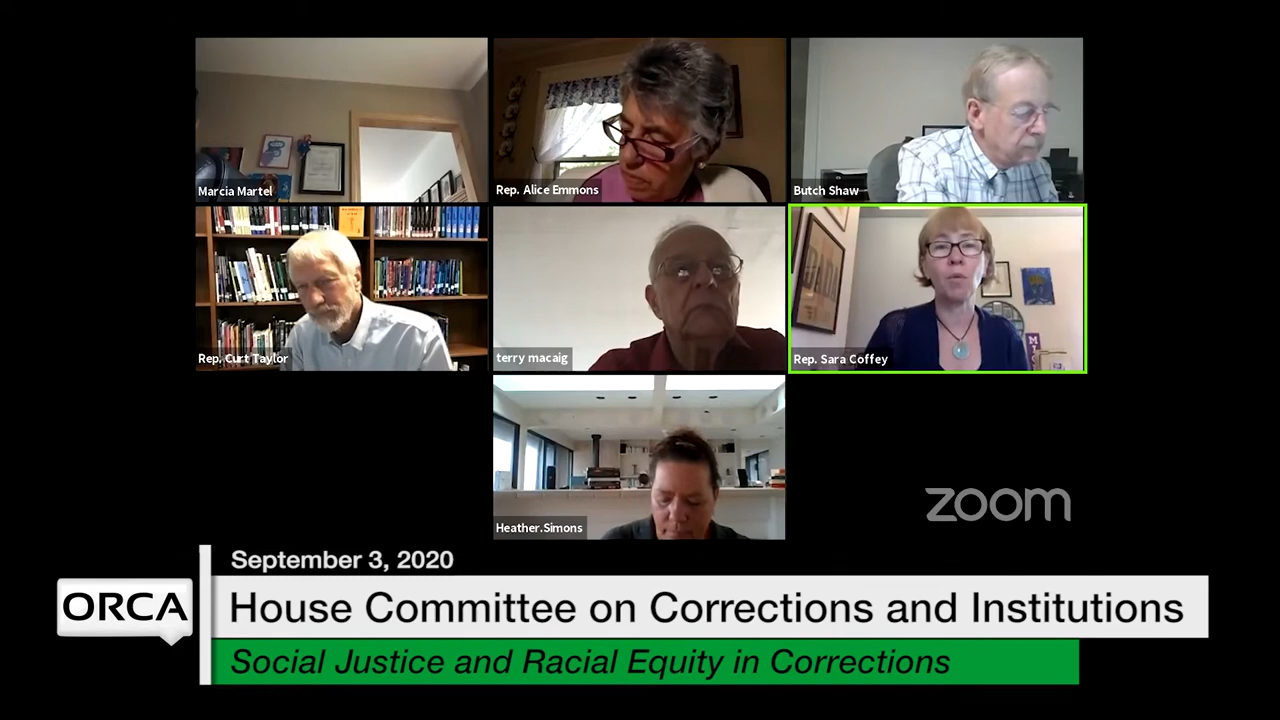 Marcia Martel
Rep. Alice Emmons
Butch Shaw
Rep. Curt Taylor
terry macaig
Rep. Sara Coffey
Heather.Simons
zoom
September 3, 2020
ORCA
House Committee on Corrections and Institutions
Social Justice and Racial Equity in Corrections